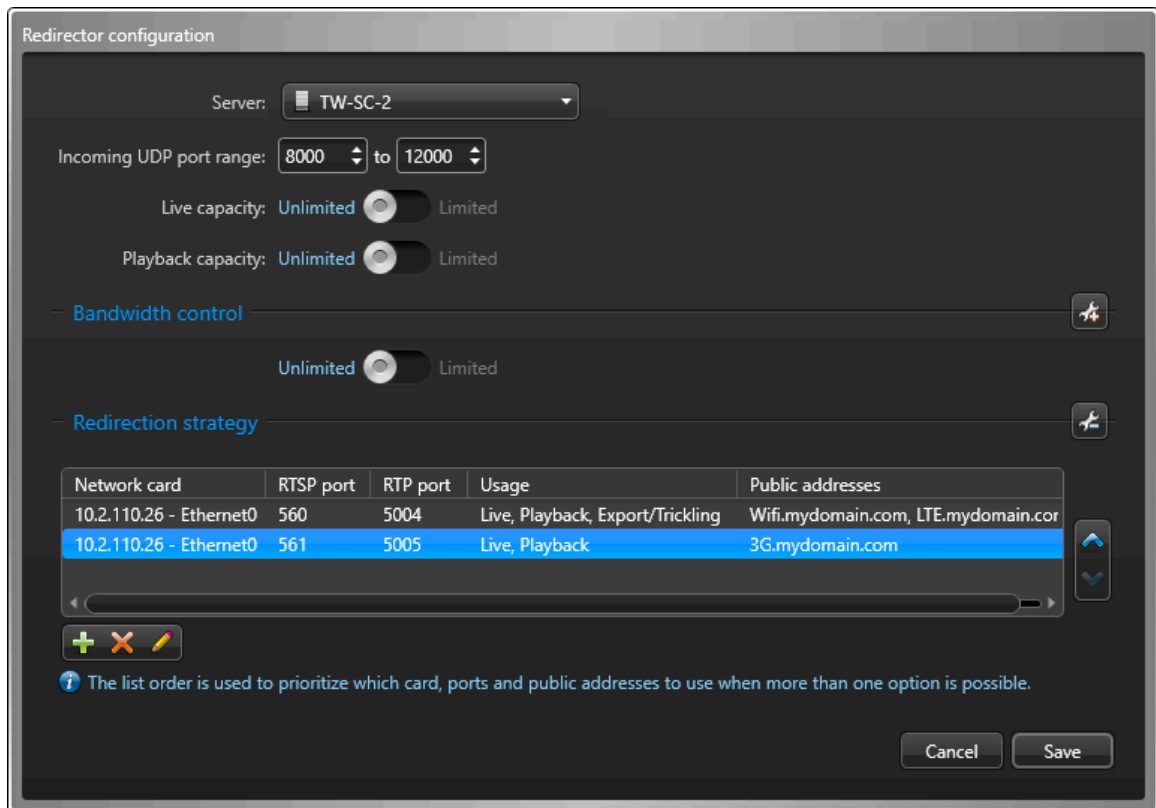 Redirector configuration
Server: TW-SC-2
Incoming UDP port range: 8000 to 12000
Live capacity: Unlimited Limited
Playback capacity: Unlimited Limited
Bandwidth control
Unlimited Limited
Redirection strategy
Network card RTSP port RTP port Usage Public addresses
10.2.110.26 - Ethernet0 560 5004 Live, Playback, Export/Trickling Wifi.mydomain.com, LTE.mydomain.cor
10.2.110.26 - Ethernet0 561 5005 Live, Playback 3G.mydomain.com
The list order is used to prioritize which card, ports and public addresses to use when more than one option is possible.
Cancel Save